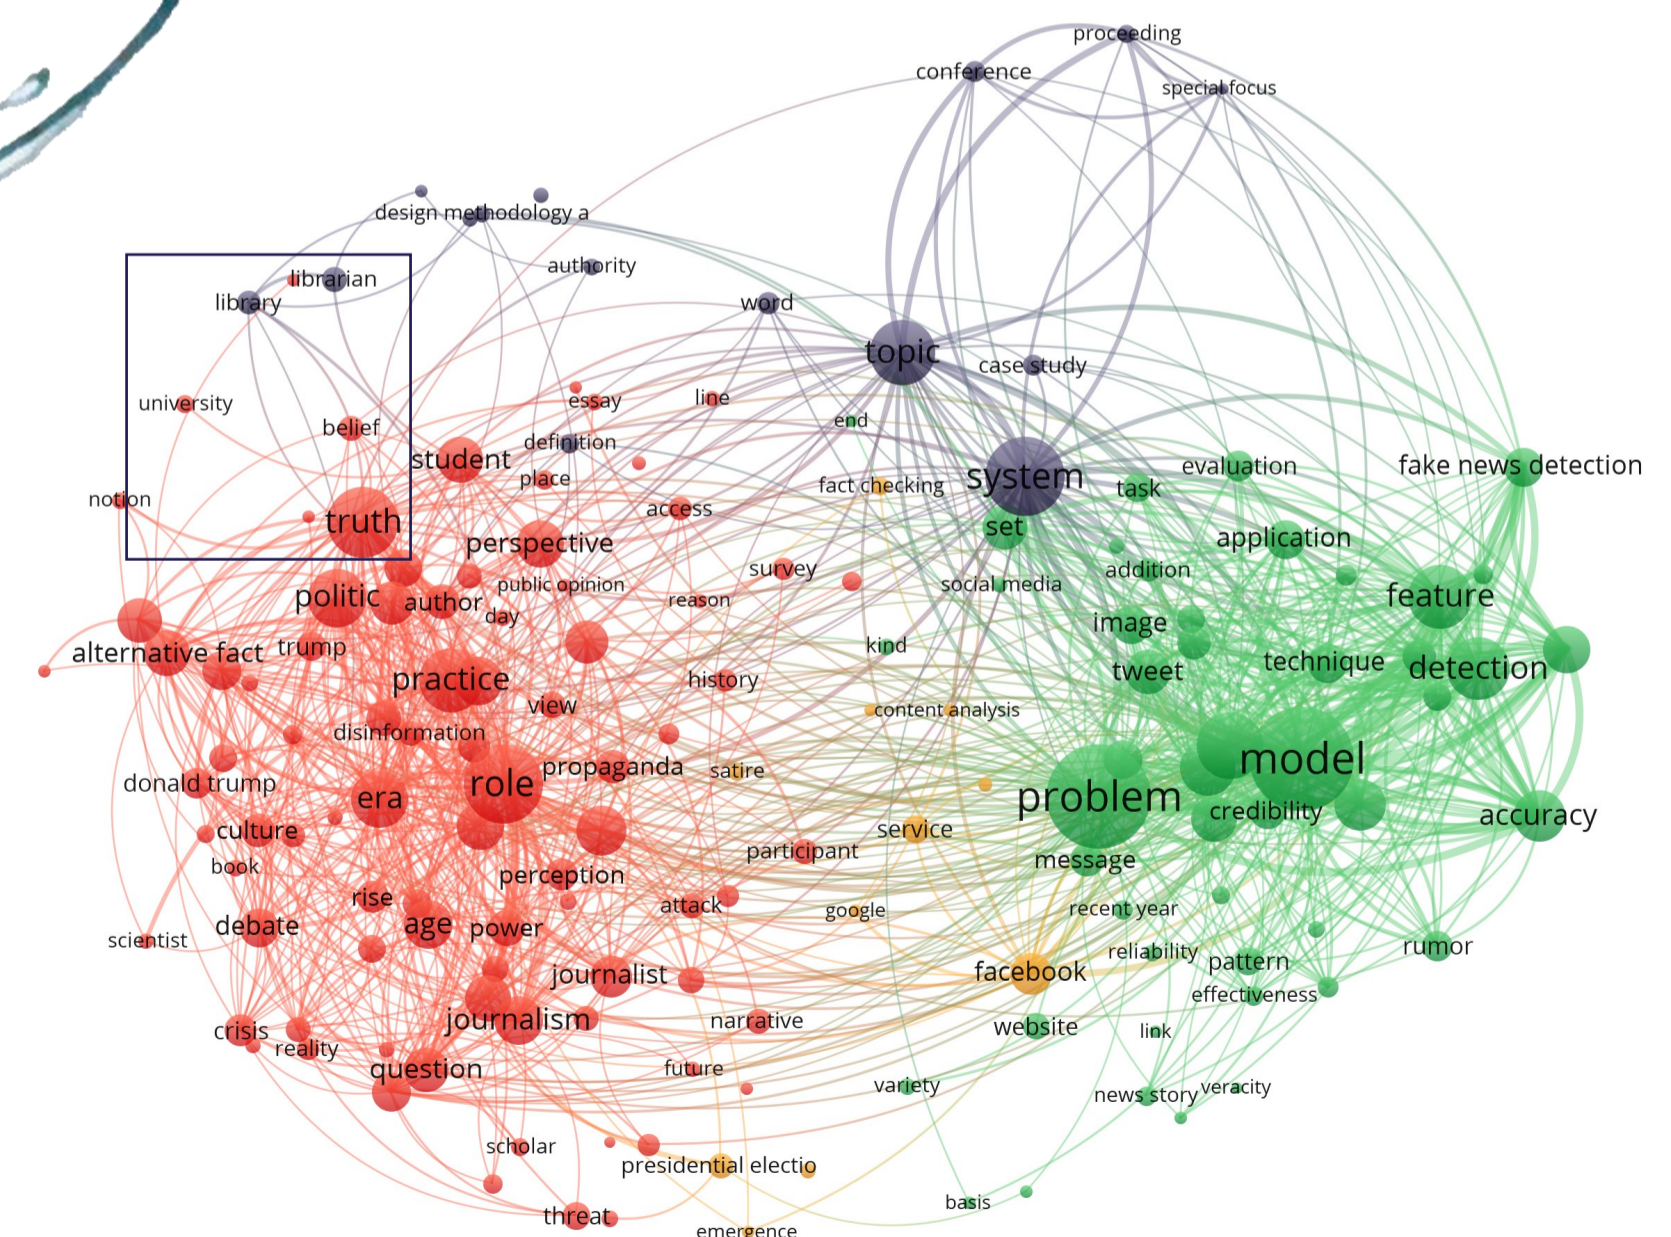 proceeding
conference
special focus
design methodology a
authority
librarian
library
word
topic
case study
university
essay
line
belief
end
definition
student
evaluation
fake news detection
place
system
fact checking
task
notion
access
truth
set
application
perspective
survey
addition
public opinion
social media
politic
reason
feature
author
day
image
trump
kind
alternative fact
technique
detection
tweet
practice
history
view
content analysis
disinformation
model
propaganda
satire
donald trump
role
problem
era
credibility
accuracy
culture
service
participant
message
book
perception
rise
attack
google
recent year
age
debate
power
scientist
rumor
reliability
pattern
journalist
facebook
effectiveness
journalism
narrative
website
crisis
link
reality
question
future
variety
news story
veracity
scholar
presidential electio
basis
threat
emergence